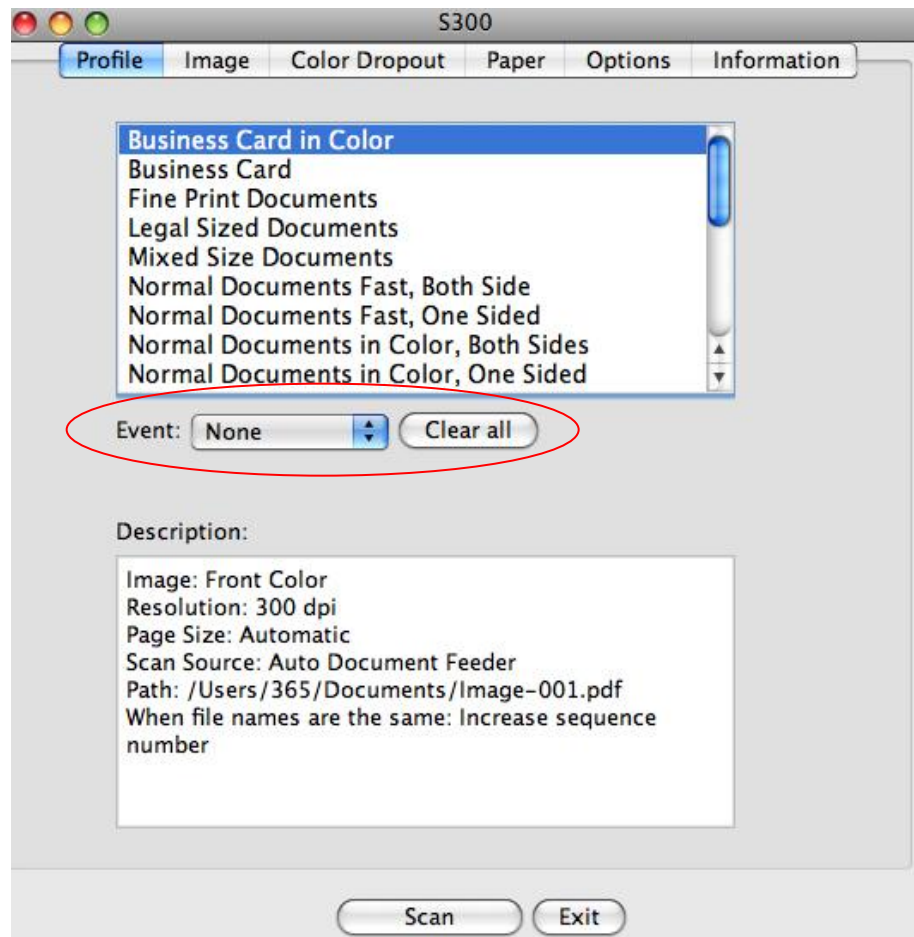 S300
Profile Image Color Dropout Paper Options Information
Business Card in Color
Business Card
Fine Print Documents
Legal Sized Documents
Mixed Size Documents
Normal Documents Fast, Both Side
Normal Documents Fast, One Sided
Normal Documents in Color, Both Sides
Normal Documents in Color, One Sided
Event: None Clear all
Description:
Image: Front Color
Resolution: 300 dpi
Page Size: Automatic
Scan Source: Auto Document Feeder
Path: /Users/365/Documents/Image-001.pdf
When file names are the same: Increase sequence
number
Scan Exit